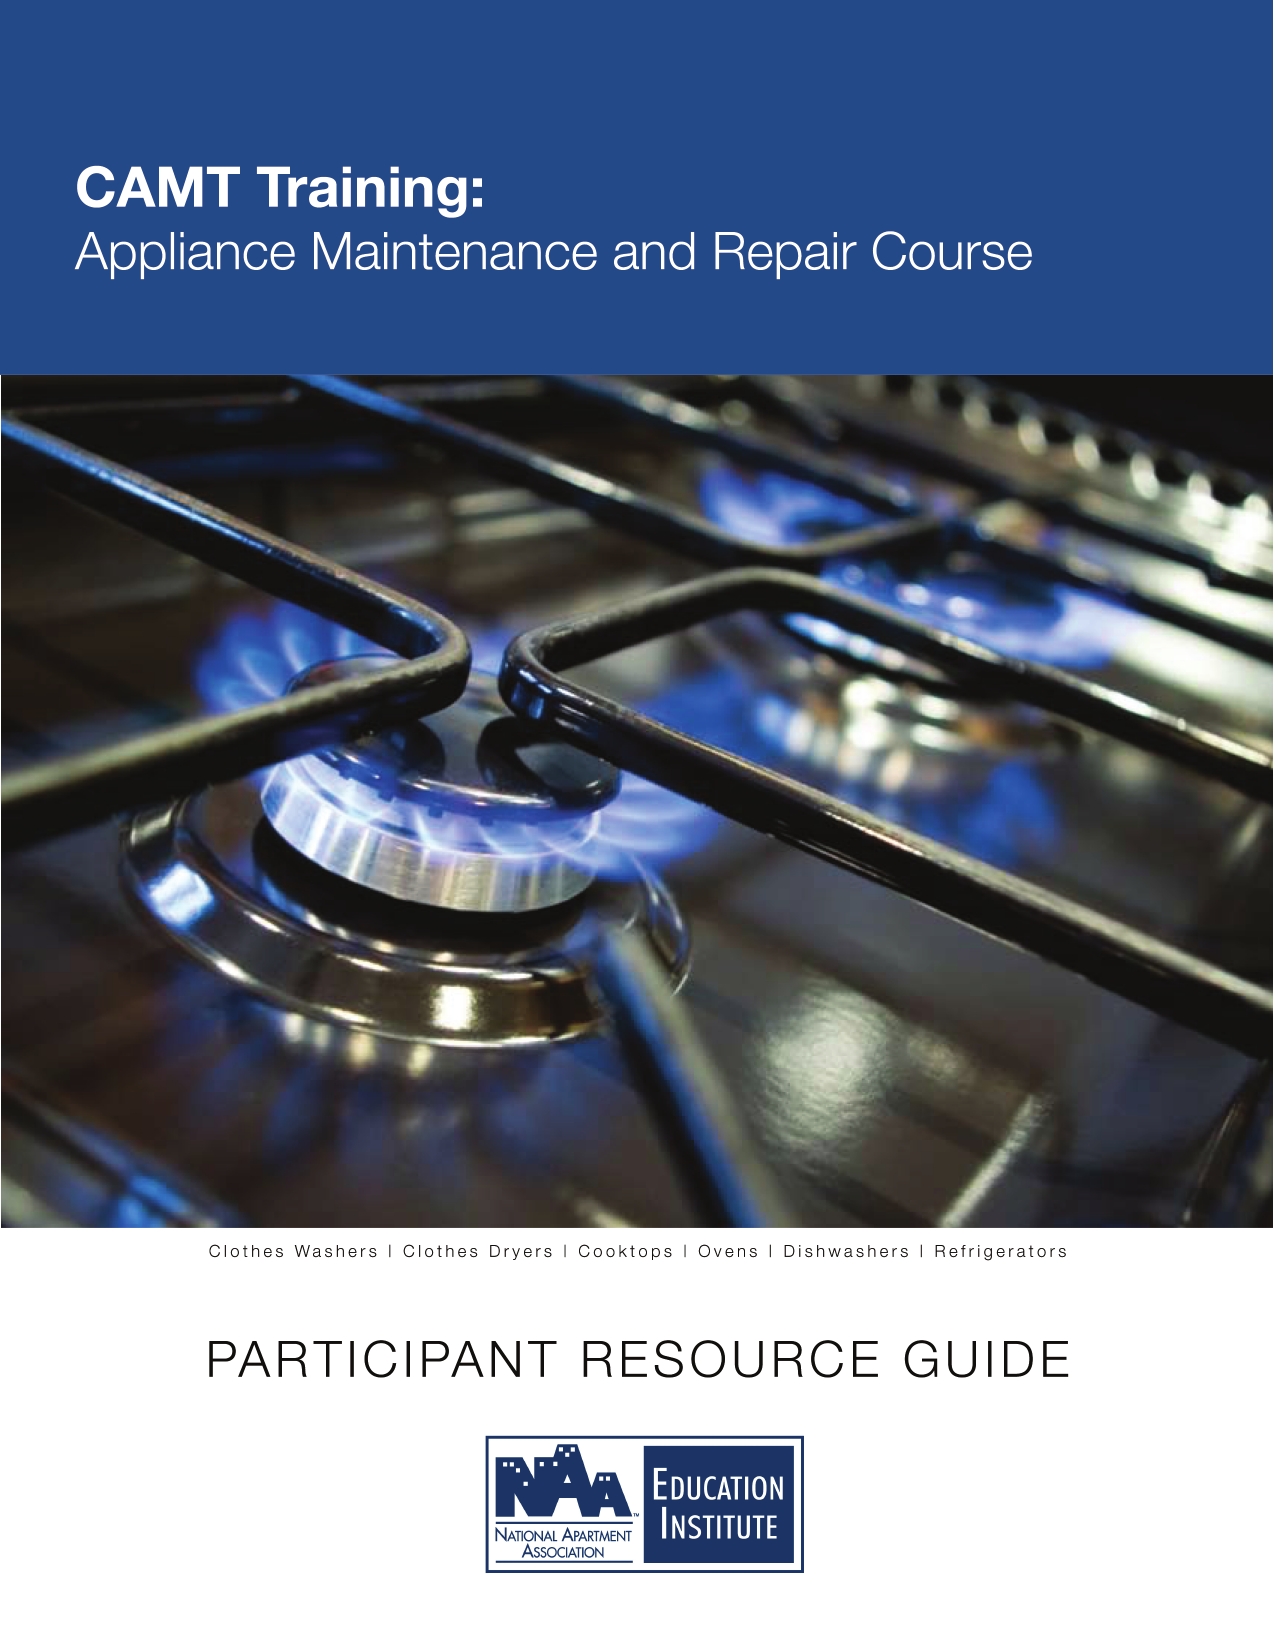 CAMT Training:
Appliance Maintenance and Repair Course
Clothes Washers | Clothes Dryers | Cooktops | Ovens | Dishwashers | Refrigerators
PARTICIPANT RESOURCE GUIDE
NAA™
NATIONAL APARTMENT
ASSOCIATION
EDUCATION
INSTITUTE